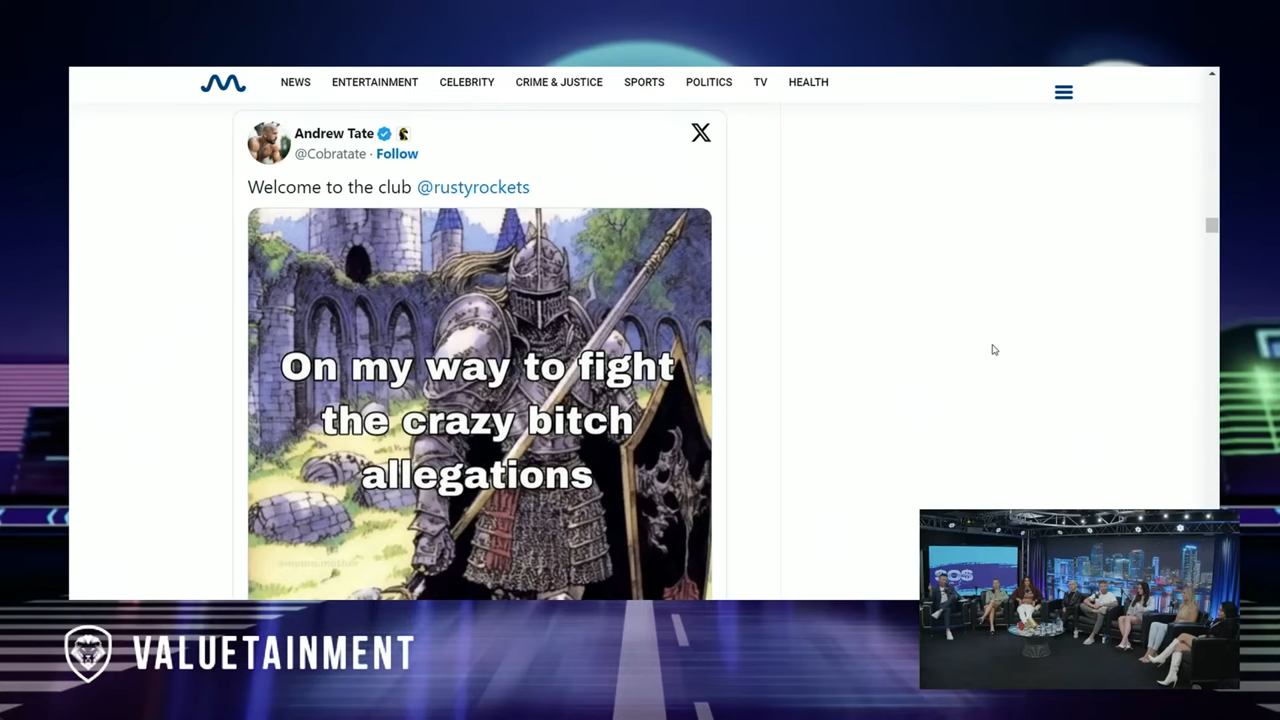 NEWS ENTERTAINMENT CELEBRITY CRIME & JUSTICE SPORTS POLITICS TV HEALTH
Andrew Tate
@Cobratate · Follow
Welcome to the club @rustyrockets
On my way to fight
the crazy bitch
allegations
SOS
VALUETAINMENT